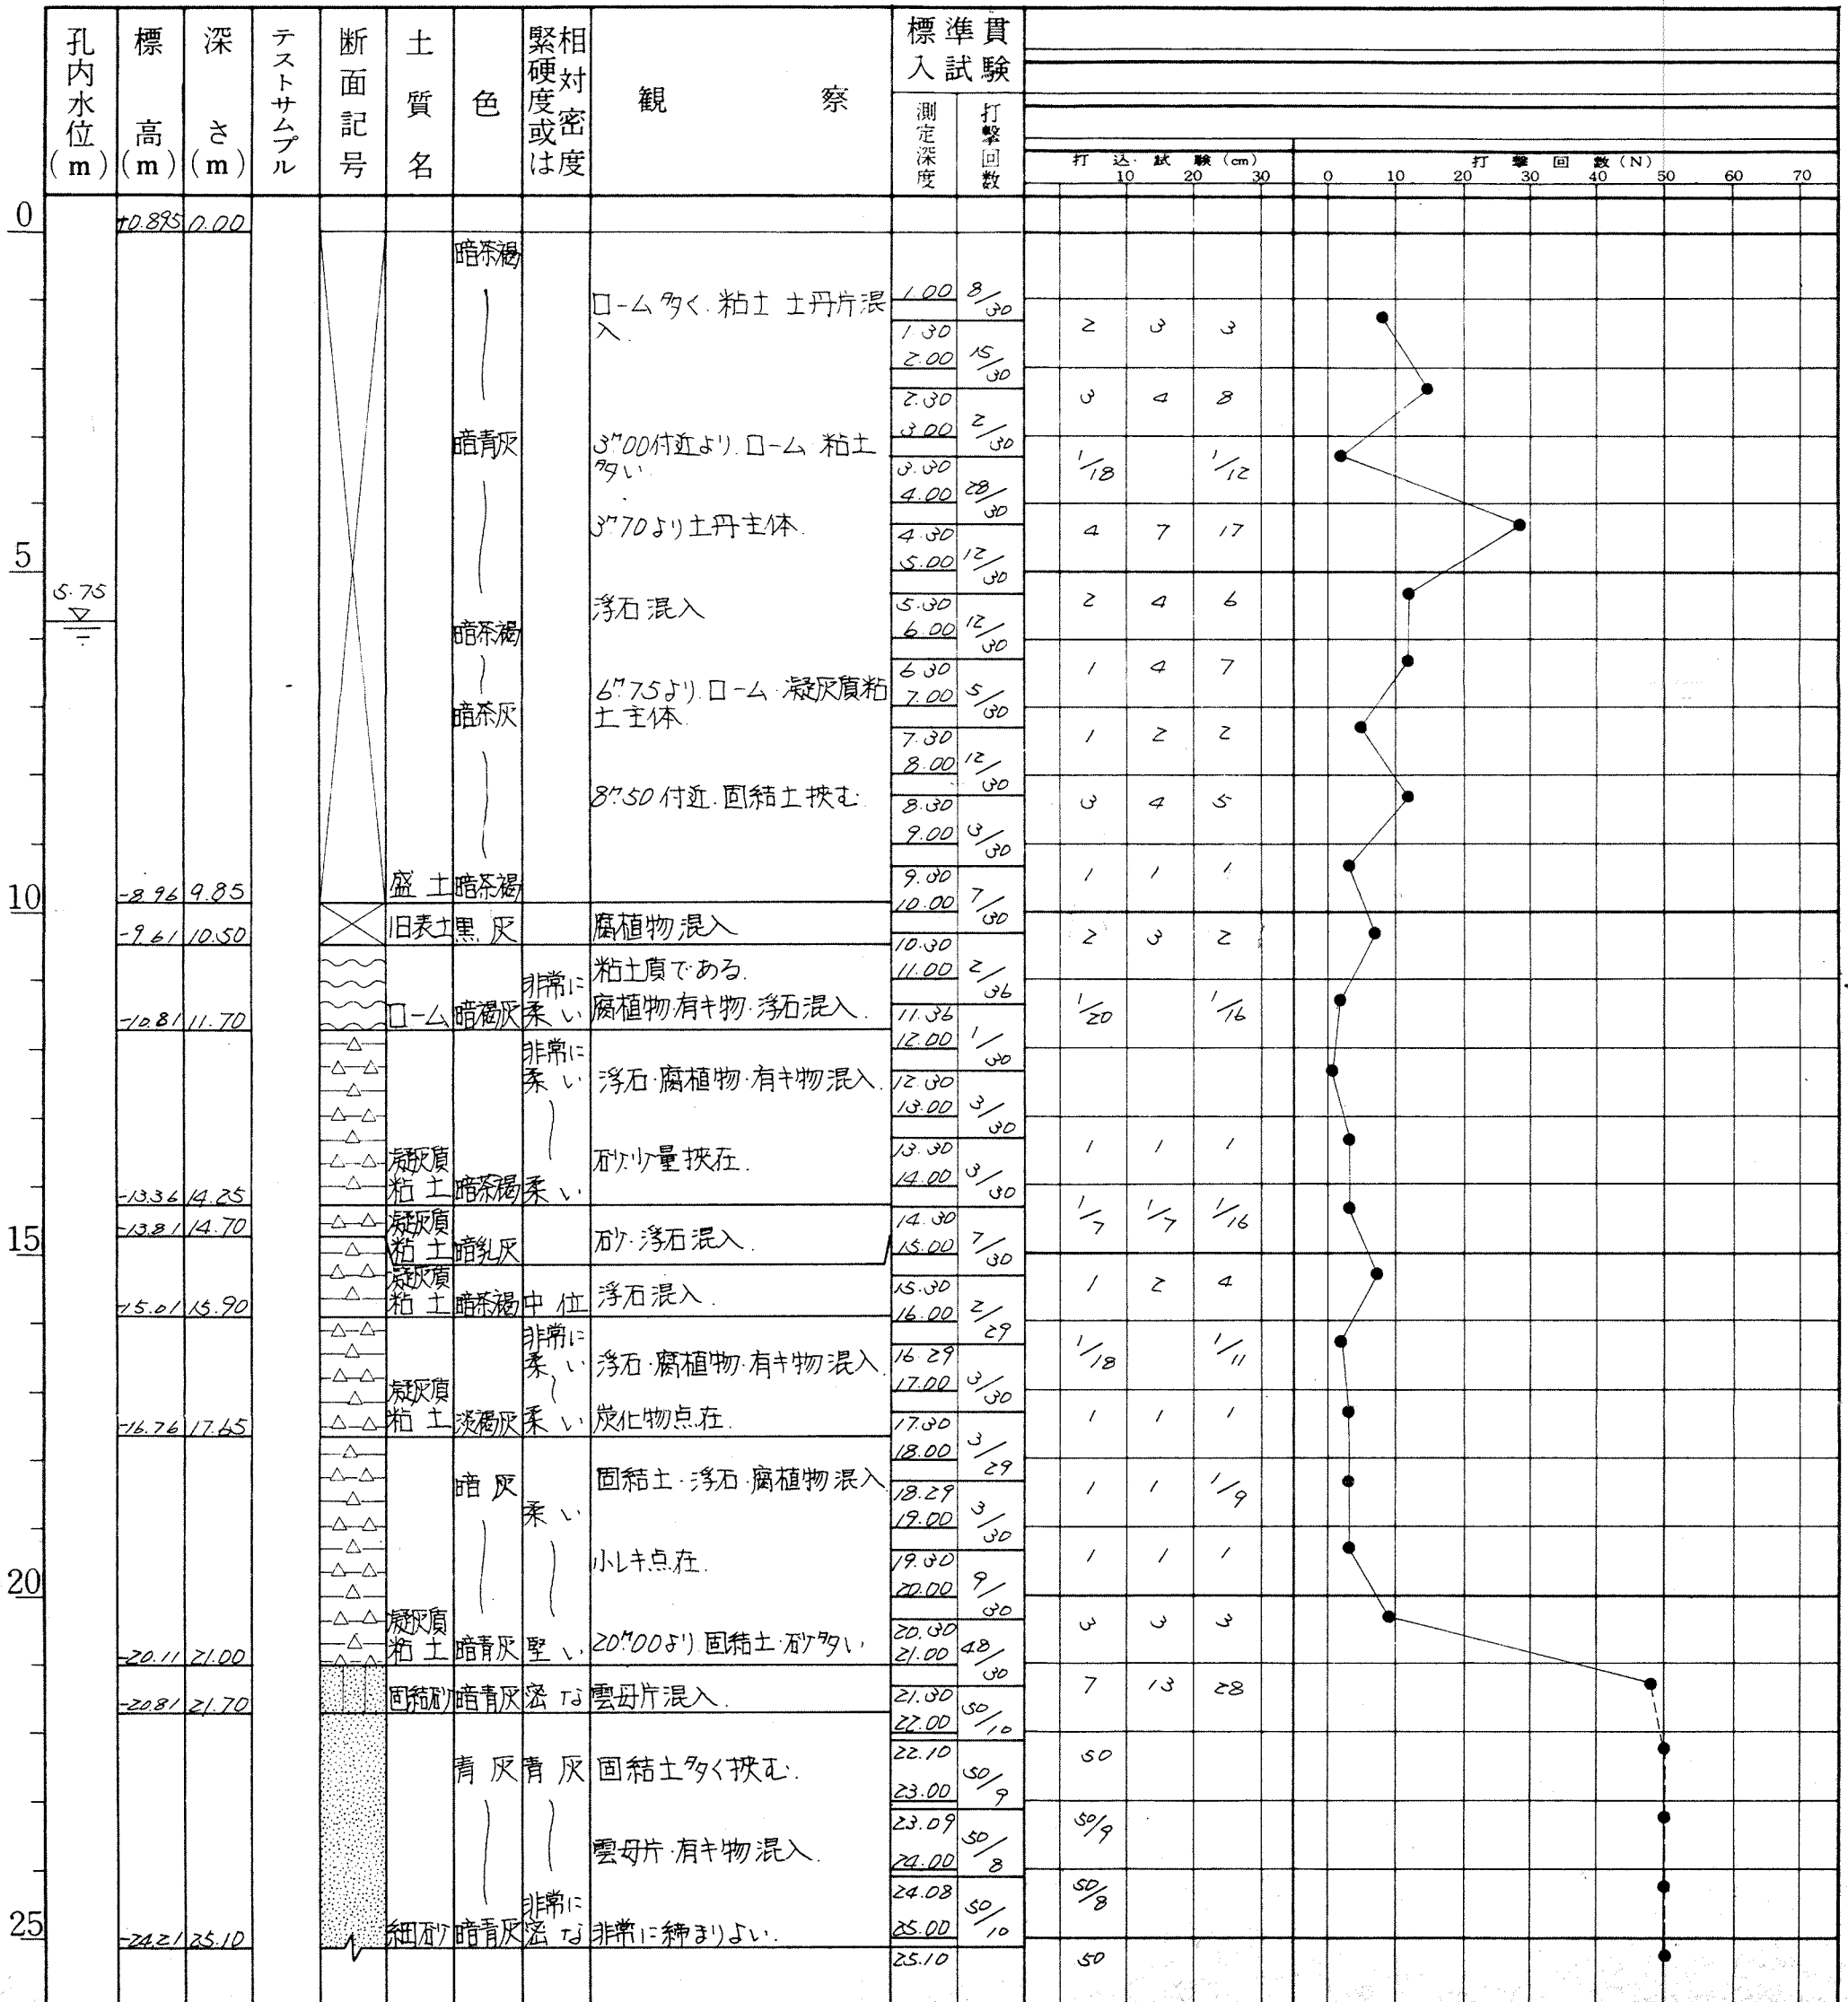 孔内水位(m) 標高(m) 深さ(m) テストサムプル 断面記号 土質名 色 緊硬度或は相対密度 観察 標準貫入試験
測定深度 打撃回数
打込試験(cm) 打撃回数(N)
10 20 30 0 10 20 30 40 50 60 70
0
+0.895 0.00
暗茶褐
ローム多く.粘土 土丹片混入.
1.00 8/30
1.30 2 3 3
2.00 15/30
2.30 3 4 8
暗青灰 3m00付近より.ローム 粘土多い.
3.00 2/30
3.30 1/18 1/12
3m70より土丹主体.
4.00 28/30
4.30 4 7 17
5
5.00 12/30
5.75
浮石混入
5.30 2 4 6
暗茶褐
6.00 12/30
6.30 1 4 7
暗茶灰 6m75より.ローム・凝灰質粘土主体.
7.00 5/30
7.30 1 2 2
8.00 12/30
8m50付近.固結土挟む.
8.30 3 4 5
9.00 3/30
9.30 1 1 1
10
-8.96 9.85 盛土 暗茶褐
10.00 7/30
-9.61 10.50 旧表土 黒灰 腐植物混入
10.30 2 3 2
粘土質である.
11.00 2/36
-10.81 11.70 ローム 暗褐灰 非常に柔い 腐植物・有キ物・浮石混入.
11.36 1/20 1/16
12.00 1/30
非常に柔い 浮石・腐植物・有キ物混入.
12.30
13.00 3/30
砂少量挟在.
13.30 1 1 1
-13.36 14.25 凝灰質粘土 暗茶褐 柔い
14.00 3/30
14.30 1/7 1/7 1/16
15
-13.81 14.70 凝灰質粘土 暗乳灰 砂・浮石混入.
15.00 7/30
15.30 1 2 4
-15.01 15.90 凝灰質粘土 暗茶褐 中位 浮石混入.
16.00 2/29
非常に柔い 浮石・腐植物・有キ物混入
16.29 1/18 1/11
17.00 3/30
-16.76 17.65 凝灰質粘土 淡褐灰 柔い 炭化物点在.
17.30 1 1 1
18.00 3/29
暗灰 柔い 固結土・浮石・腐植物混入
18.29 1 1 1/9
19.00 3/30
小レキ点在.
19.30 1 1 1
20
20.00 9/30
20.30 3 3 3
-20.11 21.00 凝灰質粘土 暗青灰 堅い 20m00より.固結土・砂多い
21.00 48/30
-20.81 21.70 固結砂 暗青灰 密な 雲母片混入.
21.30 7 13 28
22.00 50/10
青灰 青灰 固結土多く挟む.
22.10 50
23.00 50/9
23.09 50/9
雲母片・有キ物混入.
24.00 50/8
24.08 50/8
25
-24.21 25.10 細砂 暗青灰 非常に密な 非常に締まりよい.
25.00 50/10
25.10 50